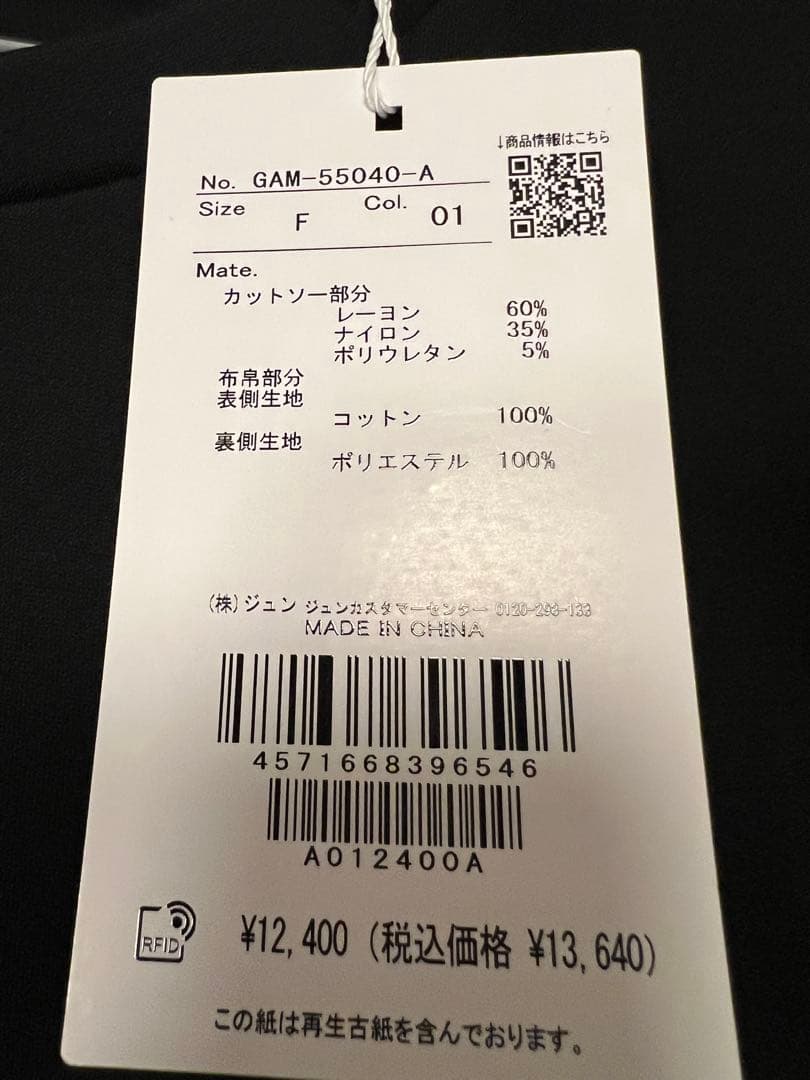 ↓商品情報はこちら
No. GAM-55040-A
Size F Col. 01
Mate.
カットソー部分
レーヨン 60%
ナイロン 35%
ポリウレタン 5%
布帛部分
表側生地
コットン 100%
裏側生地
ポリエステル 100%
(株)ジュン ジュンカスタマーセンター 0120-298-133
MADE IN CHINA
4571668396546
A012400A
RFID ¥12,400 (税込価格 ¥13,640)
この紙は再生古紙を含んでおります。